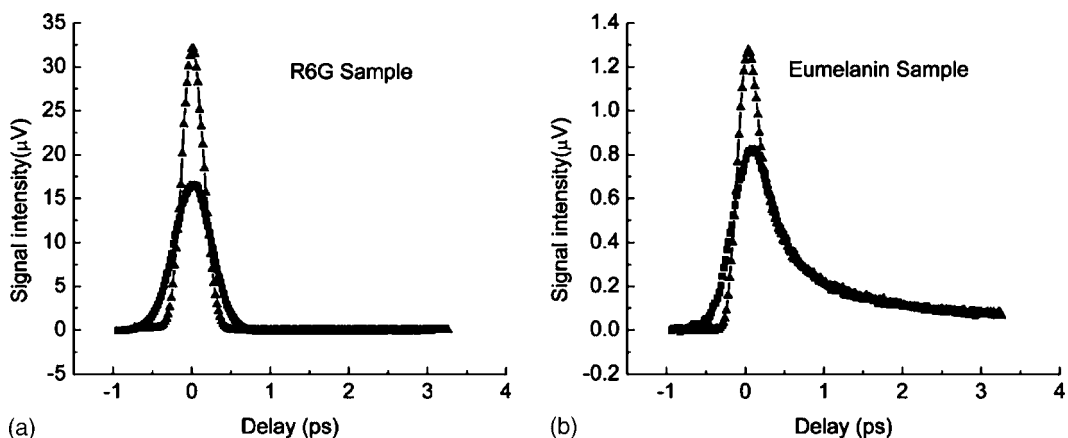 35
30
25
20
15
10
5
0
-5
Signal intensity(μV)
R6G Sample
-1 0 1 2 3 4
Delay (ps)
(a)
1.4
1.2
1.0
0.8
0.6
0.4
0.2
0.0
-0.2
Signal intensity(μV)
Eumelanin Sample
-1 0 1 2 3 4
Delay (ps)
(b)